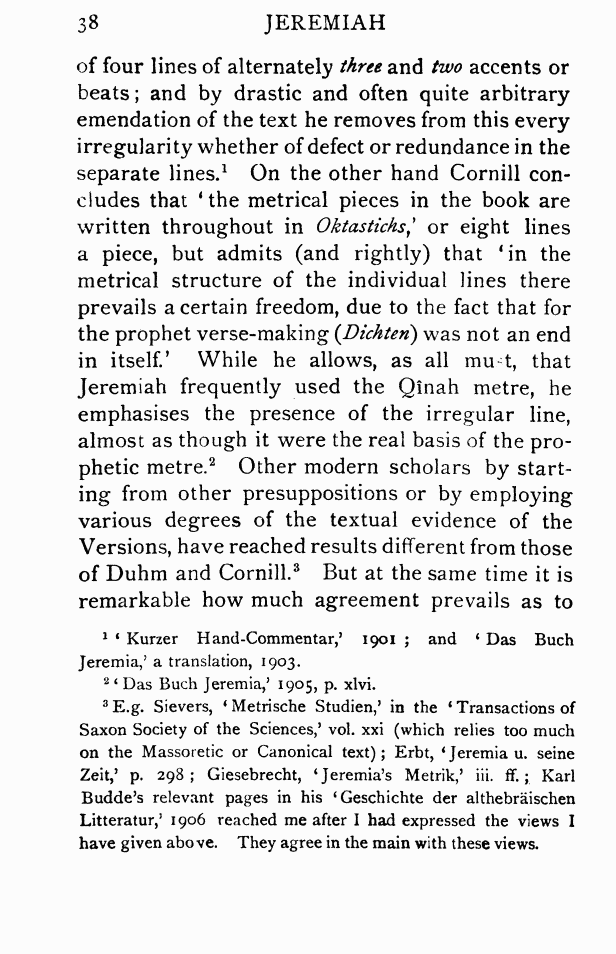 38 JEREMIAH
of four lines of alternately three and two accents or
beats; and by drastic and often quite arbitrary
emendation of the text he removes from this every
irregularity whether of defect or redundance in the
separate lines.¹ On the other hand Cornill con-
cludes that ‘the metrical pieces in the book are
written throughout in Oktastichs,’ or eight lines
a piece, but admits (and rightly) that ‘in the
metrical structure of the individual lines there
prevails a certain freedom, due to the fact that for
the prophet verse-making (Dichten) was not an end
in itself.’ While he allows, as all must, that
Jeremiah frequently used the Qînah metre, he
emphasises the presence of the irregular line,
almost as though it were the real basis of the pro-
phetic metre.² Other modern scholars by start-
ing from other presuppositions or by employing
various degrees of the textual evidence of the
Versions, have reached results different from those
of Duhm and Cornill.³ But at the same time it is
remarkable how much agreement prevails as to
¹ ‘Kurzer Hand-Commentar,’ 1901; and ‘Das Buch
Jeremia,’ a translation, 1903.
² ‘Das Buch Jeremia,’ 1905, p. xlvi.
³ E.g. Sievers, ‘Metrische Studien,’ in the ‘Transactions of
Saxon Society of the Sciences,’ vol. xxi (which relies too much
on the Massoretic or Canonical text); Erbt, ‘Jeremia u. seine
Zeit,’ p. 298; Giesebrecht, ‘Jeremia’s Metrik,’ iii. ff.; Karl
Budde’s relevant pages in his ‘Geschichte der althebräischen
Litteratur,’ 1906 reached me after I had expressed the views I
have given above. They agree in the main with these views.